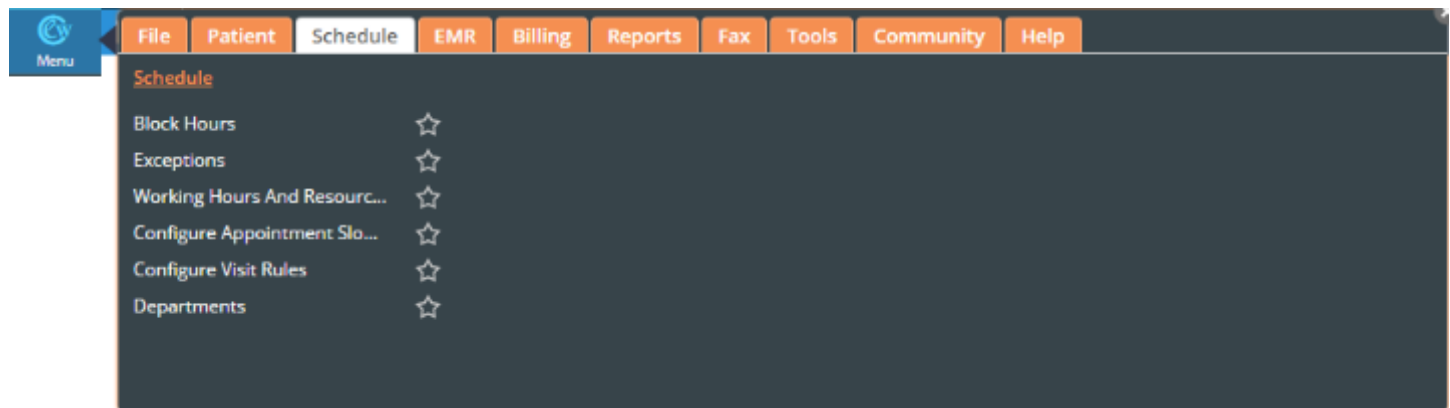 File Patient Schedule EMR Billing Reports Fax Tools Community Help
Menu
Schedule
Block Hours
Exceptions
Working Hours And Resourc...
Configure Appointment Slo...
Configure Visit Rules
Departments